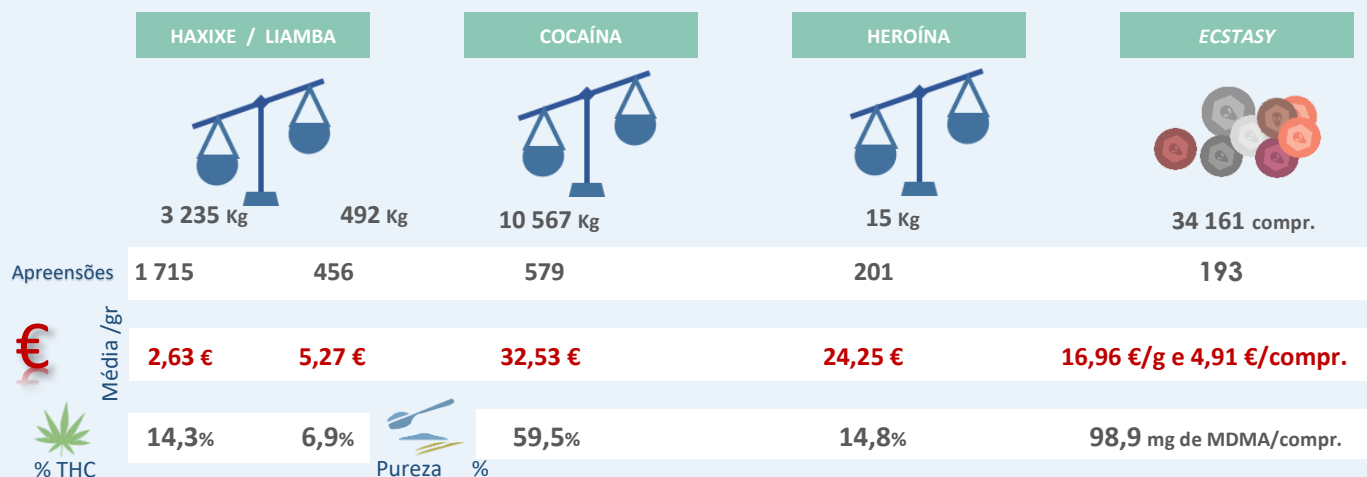 HAXIXE / LIAMBA COCAÍNA HEROÍNA ECSTASY
3 235 Kg 492 Kg 10 567 Kg 15 Kg 34 161 compr.
Apreensões 1 715 456 579 201 193
€ Média /gr 2,63 € 5,27 € 32,53 € 24,25 € 16,96 €/g e 4,91 €/compr.
14,3% 6,9% 59,5% 14,8% 98,9 mg de MDMA/compr.
% THC Pureza %